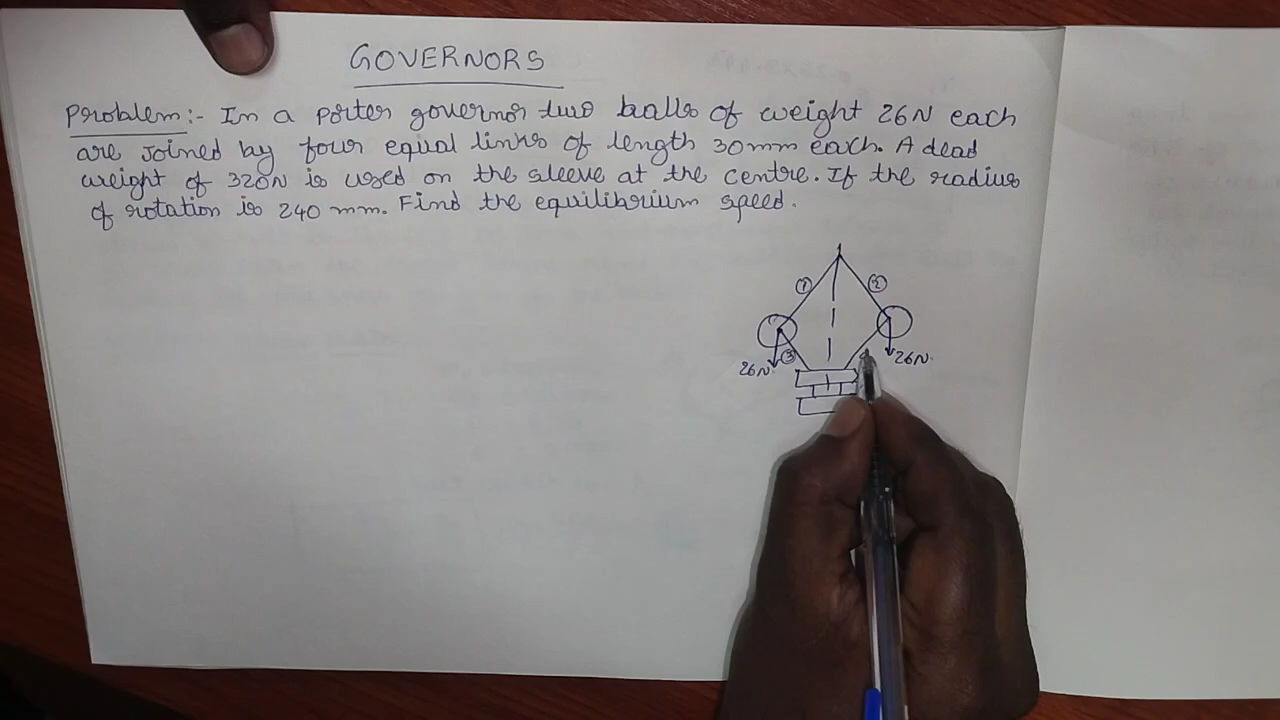 GOVERNORS
Problem:- In a porter governor two balls of weight 26N each
are joined by four equal links of length 30mm each. A dead
weight of 320N is used on the sleeve at the centre. If the radius
of rotation is 240 mm. Find the equilibrium speed.
① ②
26N ③ 26N